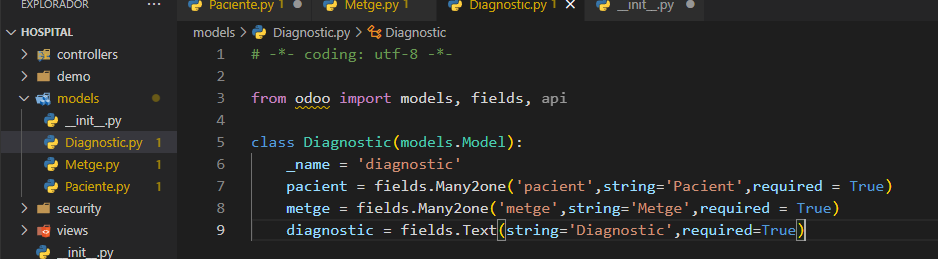 EXPLORADOR
Paciente.py 1
Metge.py 1
Diagnostic.py 1
__init__.py
HOSPITAL
controllers
demo
models
__init__.py
Diagnostic.py 1
Metge.py 1
Paciente.py 1
security
views
__init__.py
models > Diagnostic.py > Diagnostic
1 # -*- coding: utf-8 -*-
2
3 from odoo import models, fields, api
4
5 class Diagnostic(models.Model):
6 _name = 'diagnostic'
7 pacient = fields.Many2one('pacient',string='Pacient',required = True)
8 metge = fields.Many2one('metge',string='Metge',required = True)
9 diagnostic = fields.Text(string='Diagnostic',required=True)